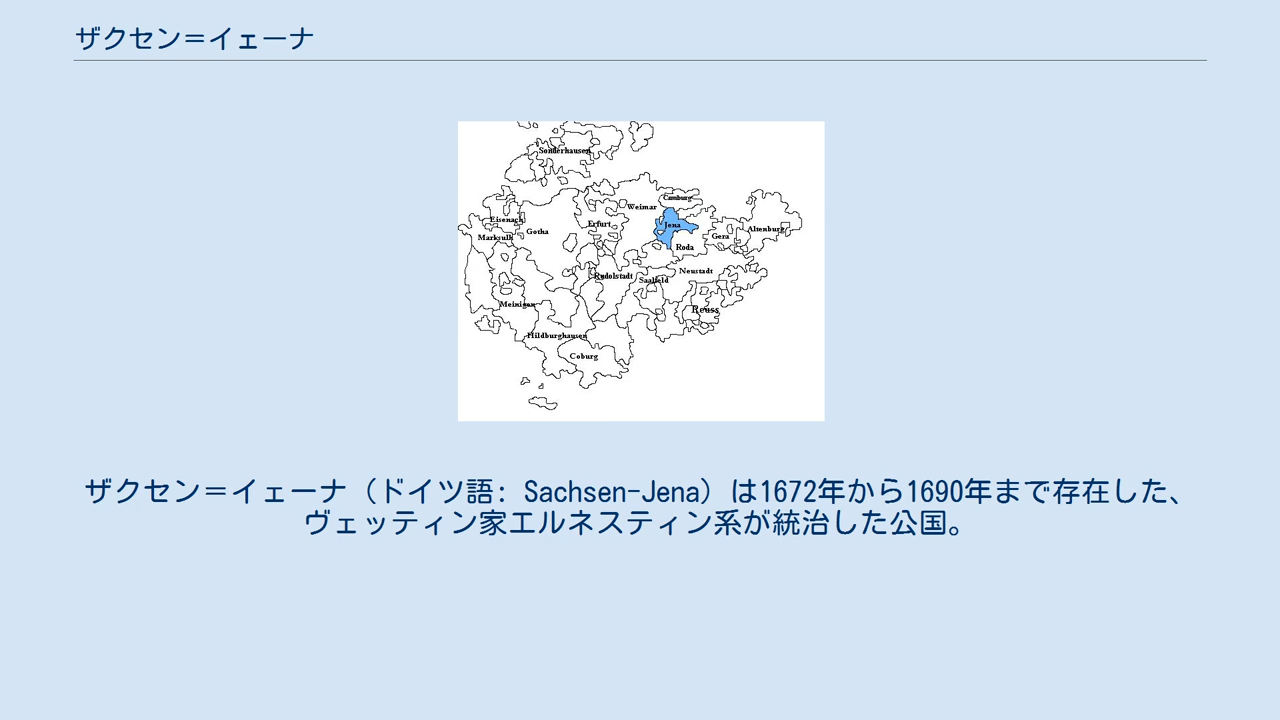 ザクセン＝イェーナ
Sonderhausen
Camburg
Weimar
Eisenach
Erfurt
Jena
Altenburg
Gotha
Marksuhl
Gera
Roda
Neustadt
Rudolstadt
Saalfeld
Meinigen
Reuss
Hildburghausen
Coburg
ザクセン＝イェーナ（ドイツ語: Sachsen-Jena）は1672年から1690年まで存在した、
ヴェッティン家エルネスティン系が統治した公国。